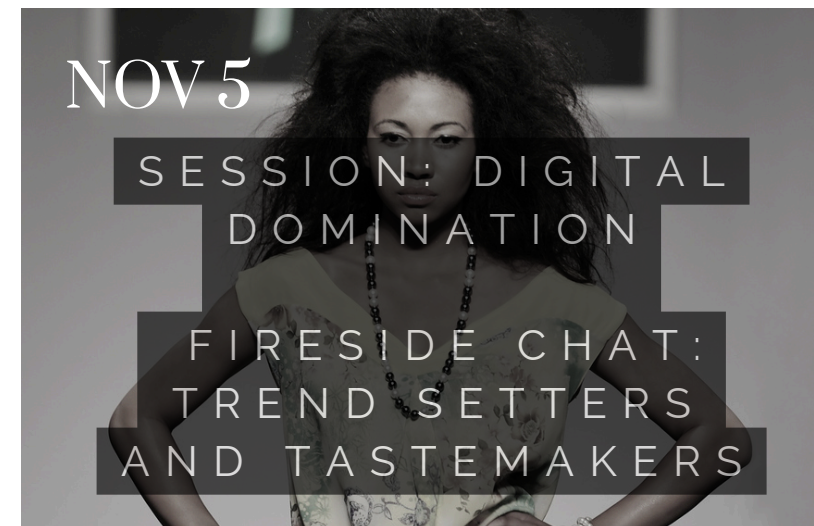 NOV 5
SESSION: DIGITAL
DOMINATION
FIRESIDE CHAT:
TREND SETTERS
AND TASTEMAKERS